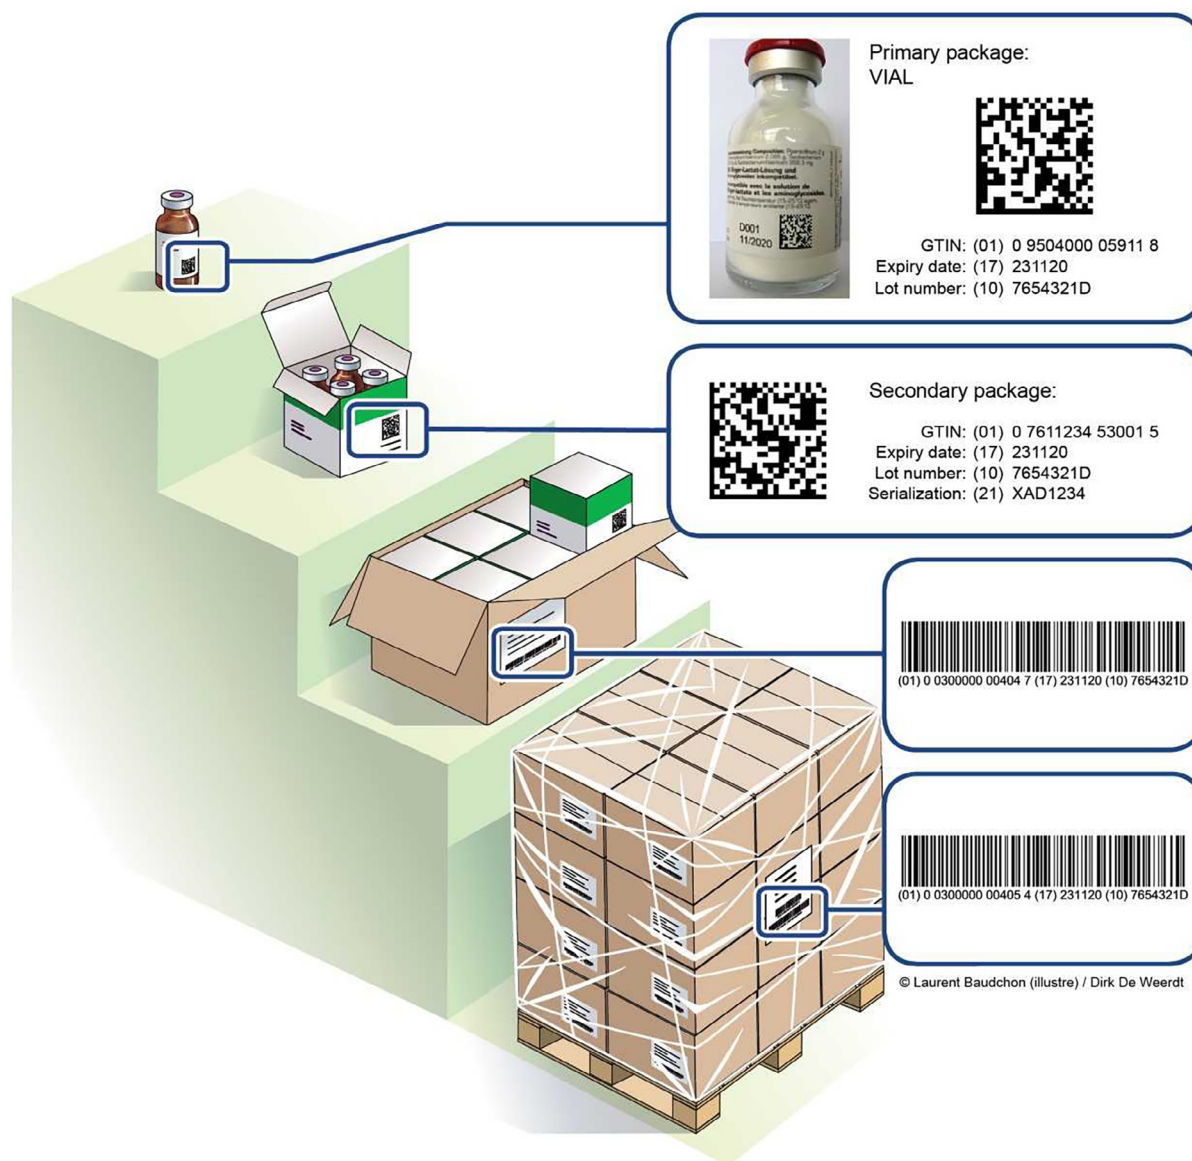 Primary package:
VIAL
D001
11/2020
GTIN: (01) 0 9504000 05911 8
Expiry date: (17) 231120
Lot number: (10) 7654321D
Secondary package:
GTIN: (01) 0 7611234 53001 5
Expiry date: (17) 231120
Lot number: (10) 7654321D
Serialization: (21) XAD1234
(01) 0 0300000 00404 7 (17) 231120 (10) 7654321D
(01) 0 0300000 00405 4 (17) 231120 (10) 7654321D
© Laurent Baudchon (illustre) / Dirk De Weerdt